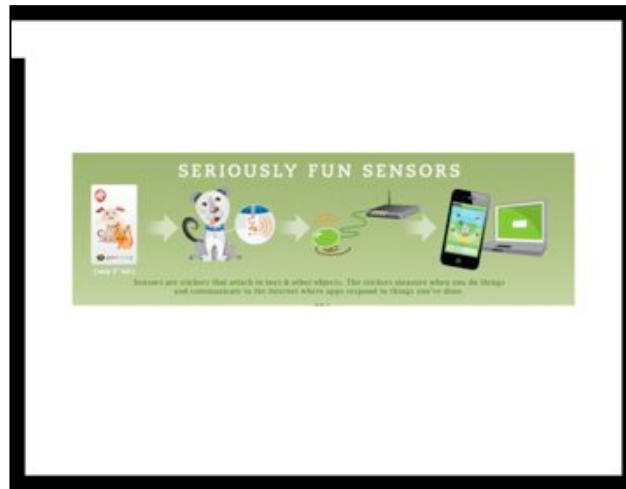 SERIOUSLY FUN SENSORS
Sensors are stickers that attach to toys & other objects. The stickers measure when you do things
and communicate to the Internet where apps respond to things you've done.